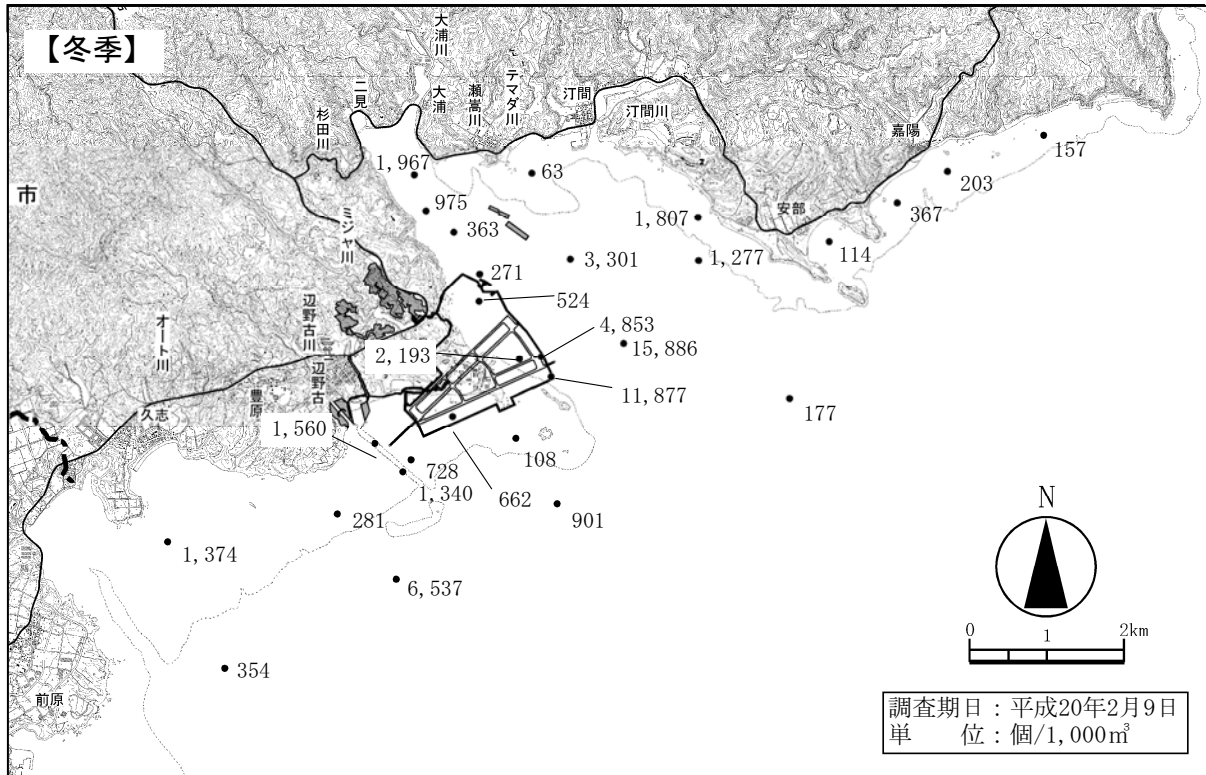 【冬季】
大浦川
大浦
瀬嵩川
テマダ川
汀間
汀間川
二見
杉田川
嘉陽
市
ミジャ川
安部
辺野古川
辺野古
オート川
豊原
久志
前原
157
203
367
114
1,967
63
975
363
1,807
1,277
3,301
271
524
4,853
15,886
2,193
11,877
177
1,560
728
108
1,340
662
901
281
1,374
6,537
354
N
0 1 2km
調査期日：平成20年2月9日
単　　位：個/1,000㎥